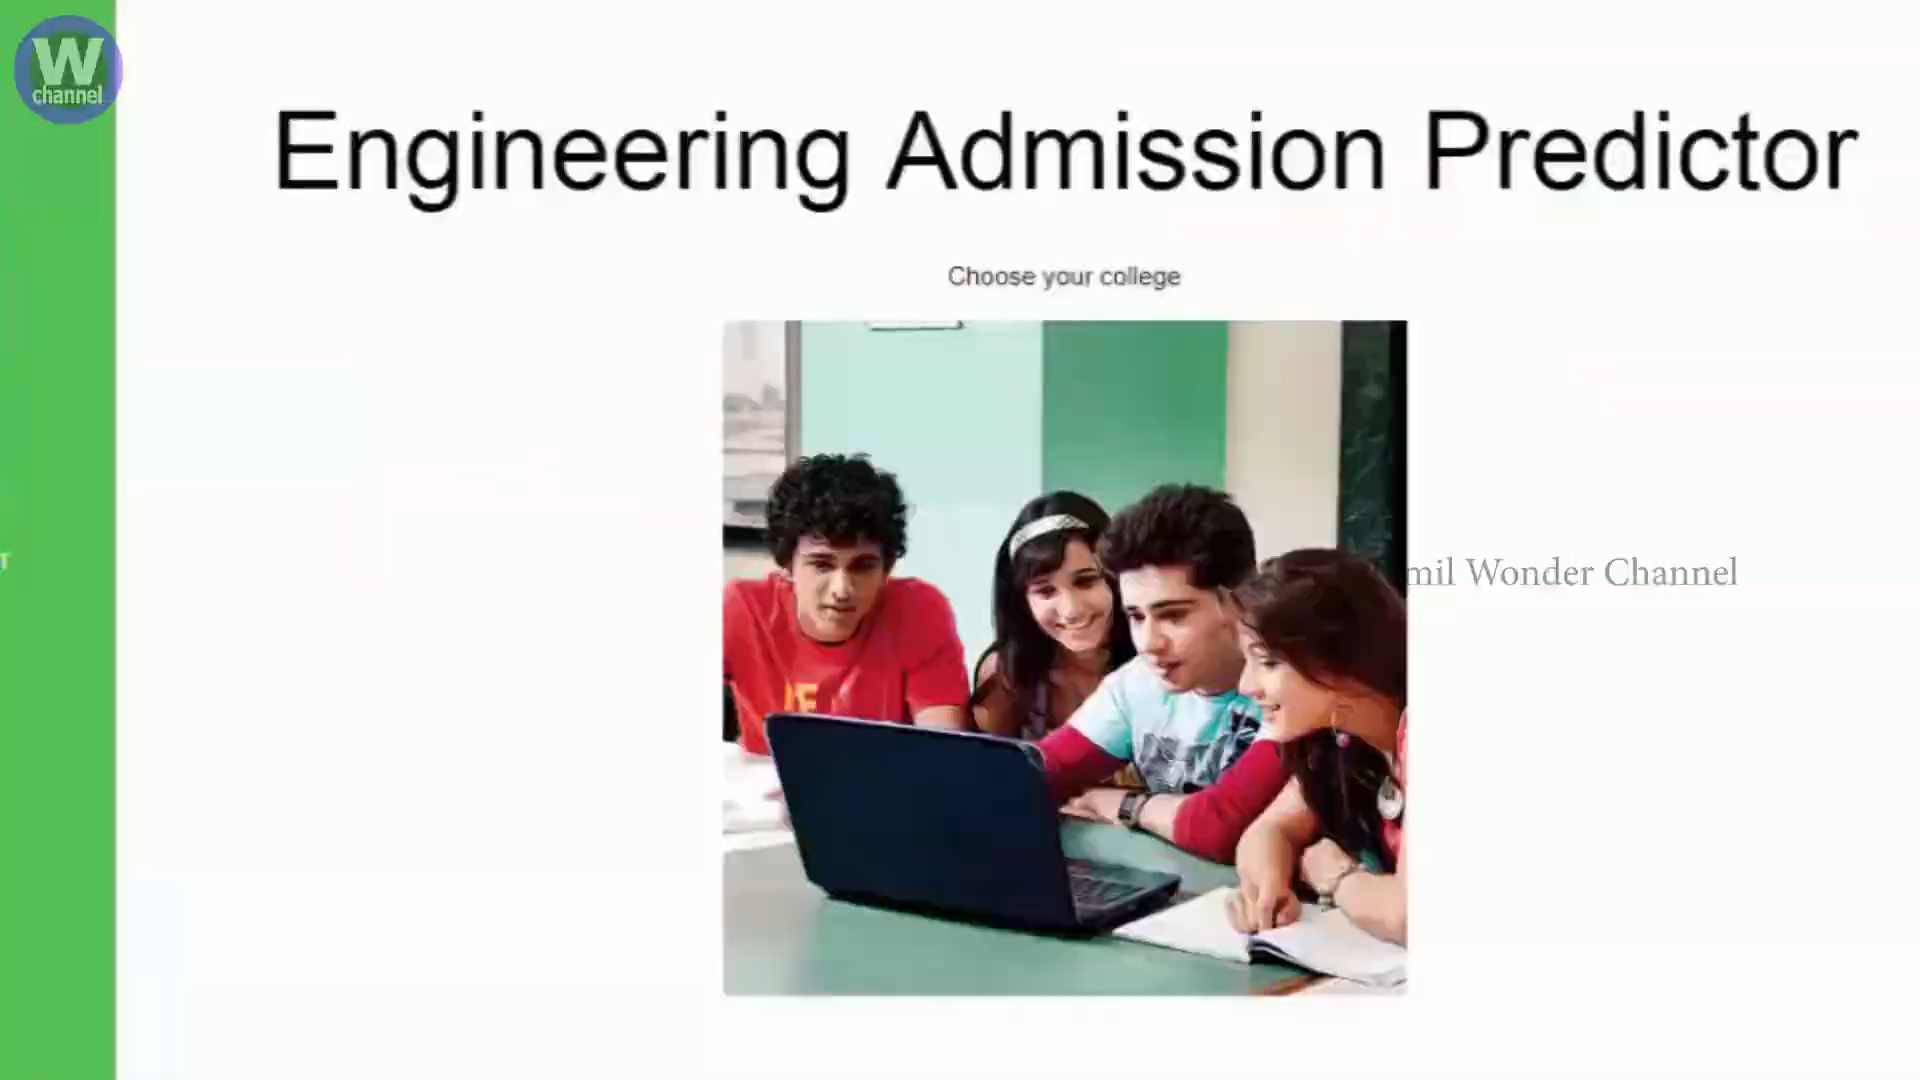 W
channel
Engineering Admission Predictor
Choose your college
mil Wonder Channel
T